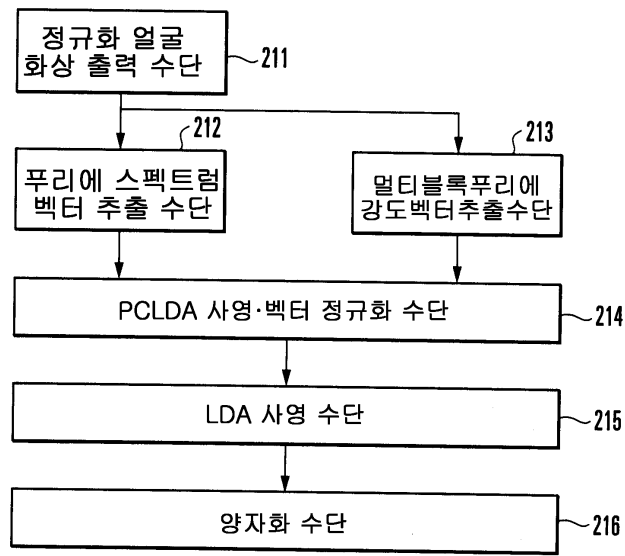 정규화 얼굴
화상 출력 수단
211
212
213
푸리에 스펙트럼
벡터 추출 수단
멀티블록푸리에
강도벡터추출수단
PCLDA 사영·벡터 정규화 수단
214
LDA 사영 수단
215
양자화 수단
216